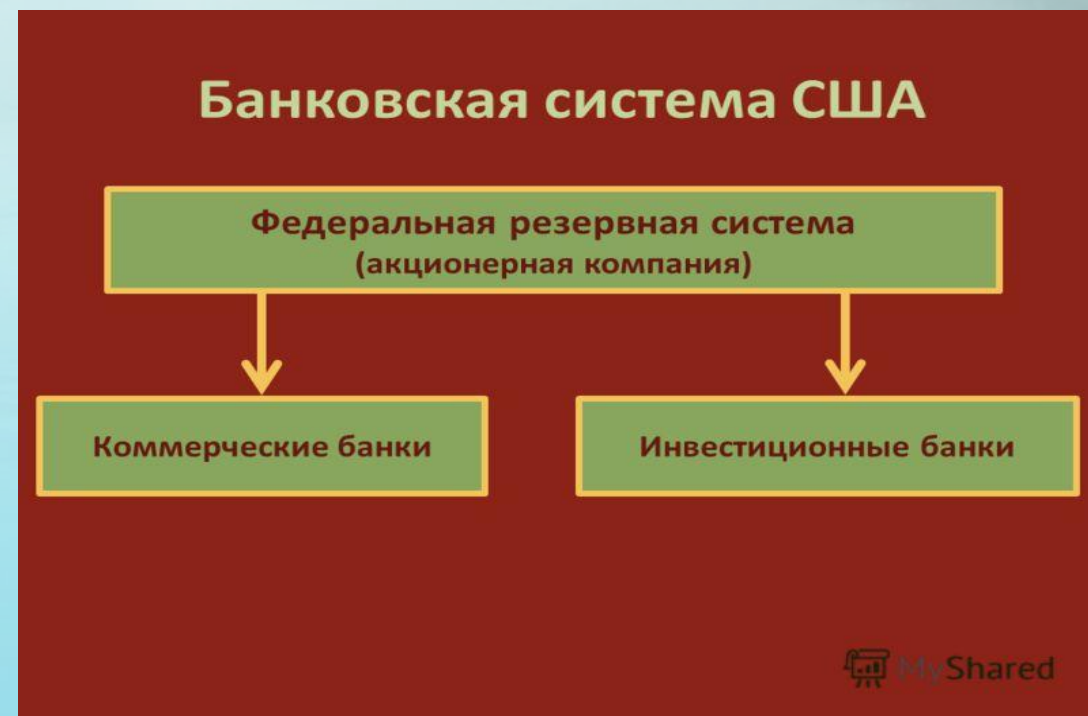 Банковская система США
Федеральная резервная система
(акционерная компания)
Коммерческие банки
Инвестиционные банки
MyShared